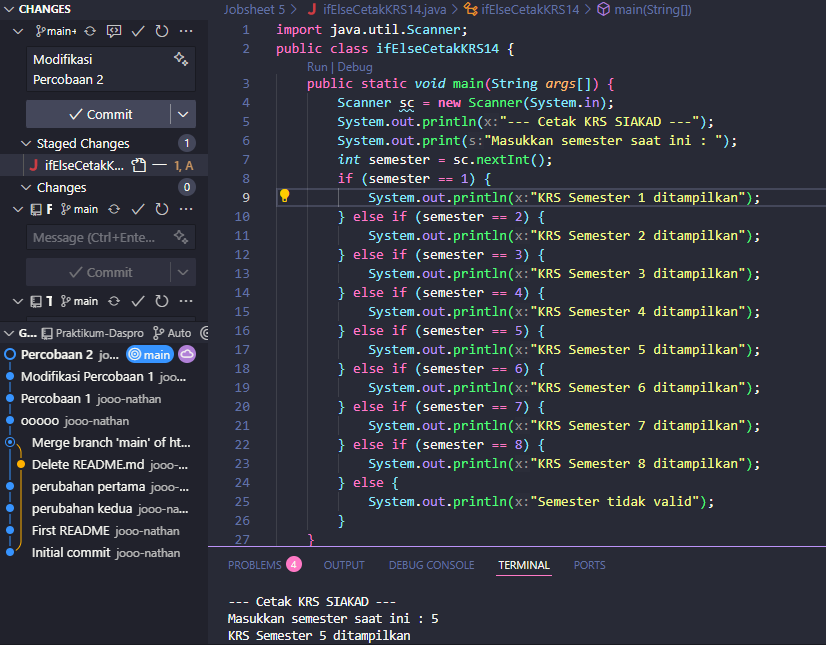 CHANGES
main+
Modifikasi
Percobaan 2
Commit
Staged Changes 1
J ifElseCetakK... 1, A
Changes 0
main
Message (Ctrl+Ente...
Commit
main
G... Praktikum-Daspro Auto
Percobaan 2 joo... main
Modifikasi Percobaan 1 joo...
Percobaan 1 jooo-nathan
ooooo jooo-nathan
Merge branch 'main' of ht...
Delete README.md jooo-...
perubahan pertama jooo-...
perubahan kedua jooo-na...
First README jooo-nathan
Initial commit jooo-nathan
Jobsheet 5 > J ifElseCetakKRS14.java > ifElseCetakKRS14 > main(String[])
1 import java.util.Scanner;
2 public class ifElseCetakKRS14 {
Run | Debug
3 public static void main(String args[]) {
4 Scanner sc = new Scanner(System.in);
5 System.out.println(x:"--- Cetak KRS SIAKAD ---");
6 System.out.print(s:"Masukkan semester saat ini : ");
7 int semester = sc.nextInt();
8 if (semester == 1) {
9 System.out.println(x:"KRS Semester 1 ditampilkan");
10 } else if (semester == 2) {
11 System.out.println(x:"KRS Semester 2 ditampilkan");
12 } else if (semester == 3) {
13 System.out.println(x:"KRS Semester 3 ditampilkan");
14 } else if (semester == 4) {
15 System.out.println(x:"KRS Semester 4 ditampilkan");
16 } else if (semester == 5) {
17 System.out.println(x:"KRS Semester 5 ditampilkan");
18 } else if (semester == 6) {
19 System.out.println(x:"KRS Semester 6 ditampilkan");
20 } else if (semester == 7) {
21 System.out.println(x:"KRS Semester 7 ditampilkan");
22 } else if (semester == 8) {
23 System.out.println(x:"KRS Semester 8 ditampilkan");
24 } else {
25 System.out.println(x:"Semester tidak valid");
26 }
27 }
PROBLEMS 4 OUTPUT DEBUG CONSOLE TERMINAL PORTS
--- Cetak KRS SIAKAD ---
Masukkan semester saat ini : 5
KRS Semester 5 ditampilkan